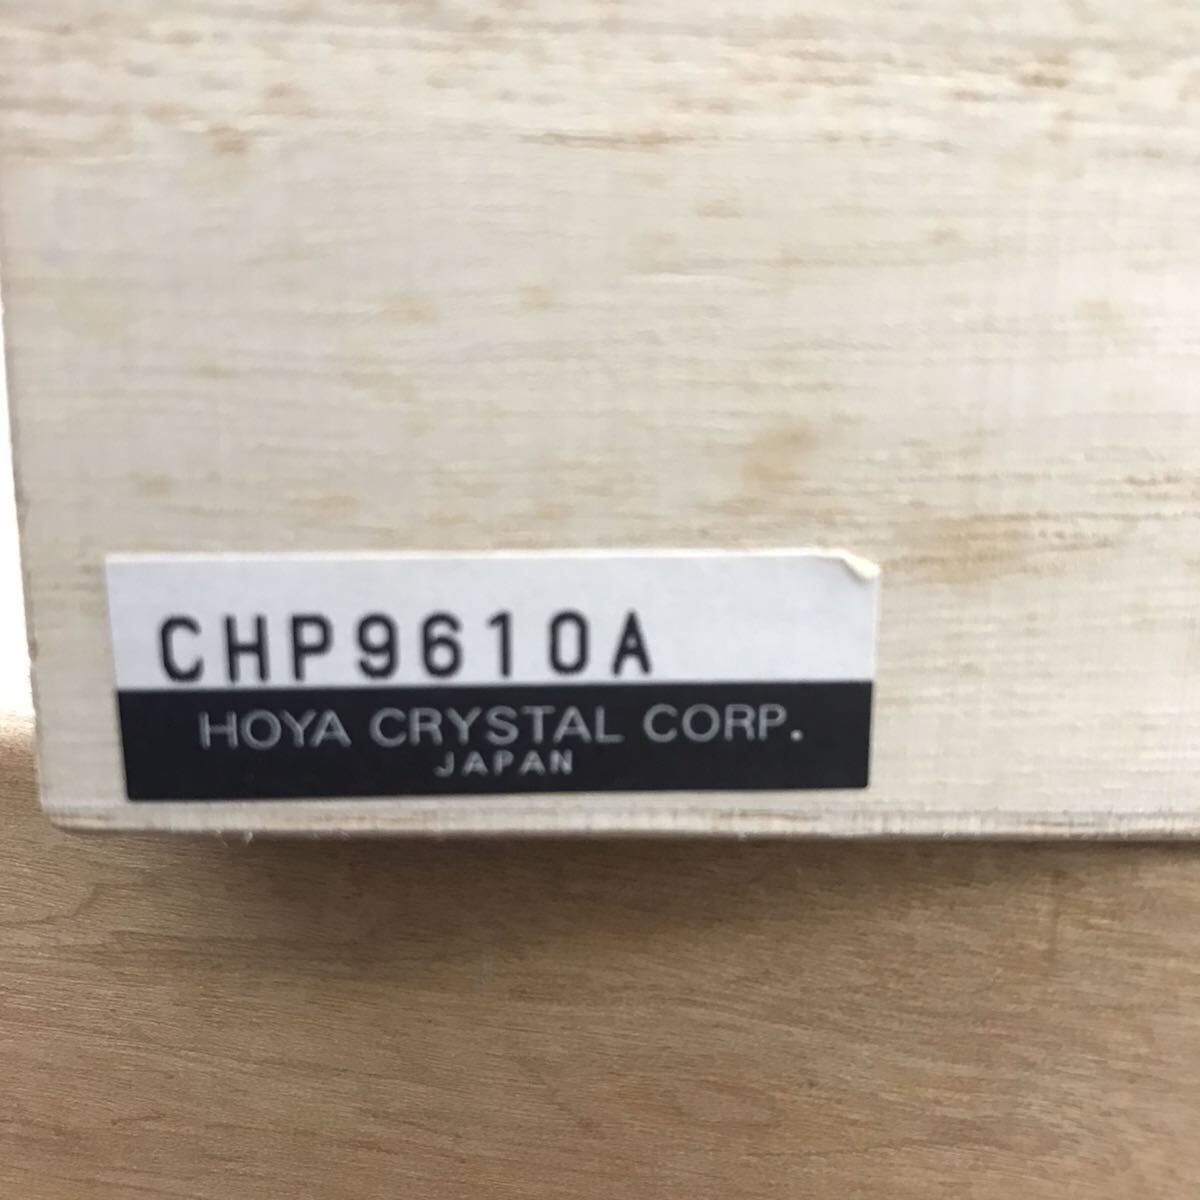 CHP9610A
HOYA CRYSTAL CORP.
JAPAN